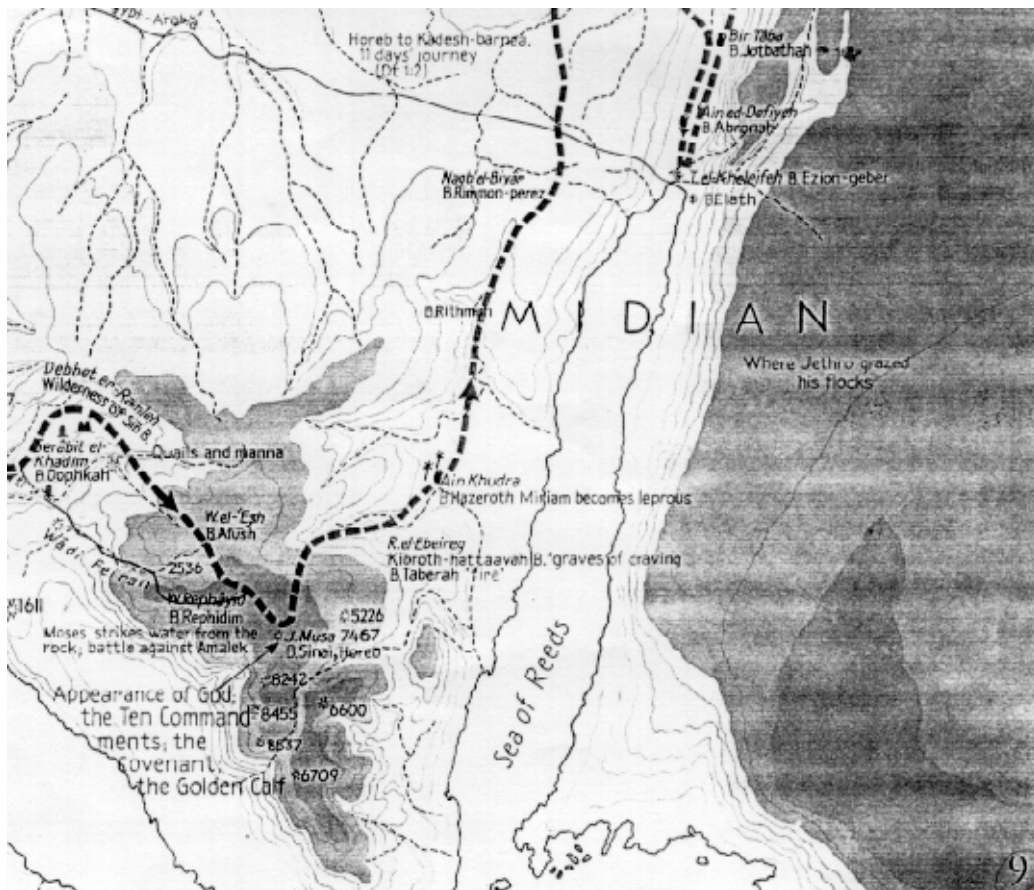 Horeb to Kadesh-barnea.
11 days' journey
(Dt 1:2)
Bir Taba
B.Jotbathah
Ain ed-Defiyeh
B.Abronah
T.el-Kheleifeh B.Ezion-geber
B.Elath
Naqb el-Biyar
B.Rimmon-perez
B.Rithmah
MIDIAN
Where Jethro grazed
his flocks
Debbet er-Ramleh
Wilderness of Sin B.
Serâbit el-
Khadim
B.Dophkah
Quails and manna
Ain Khudra
B.Hazeroth Miriam becomes leprous
W.el-'Esh
B.Alush
R.el-Ebeireq
Kibroth-hattaavah B. 'graves of craving
B.Taberah 'fire'
Wâdi Feiran
2536
B.Rephidim
Moses strikes water from the
rock; battle against Amalek
5226
J.Musa 7467
B.Sinai, Horeb
8242
8455
6600
8537
6709
Appearance of God:
the Ten Command
ments; the
Covenant;
the Golden Calf
Sea of Reeds